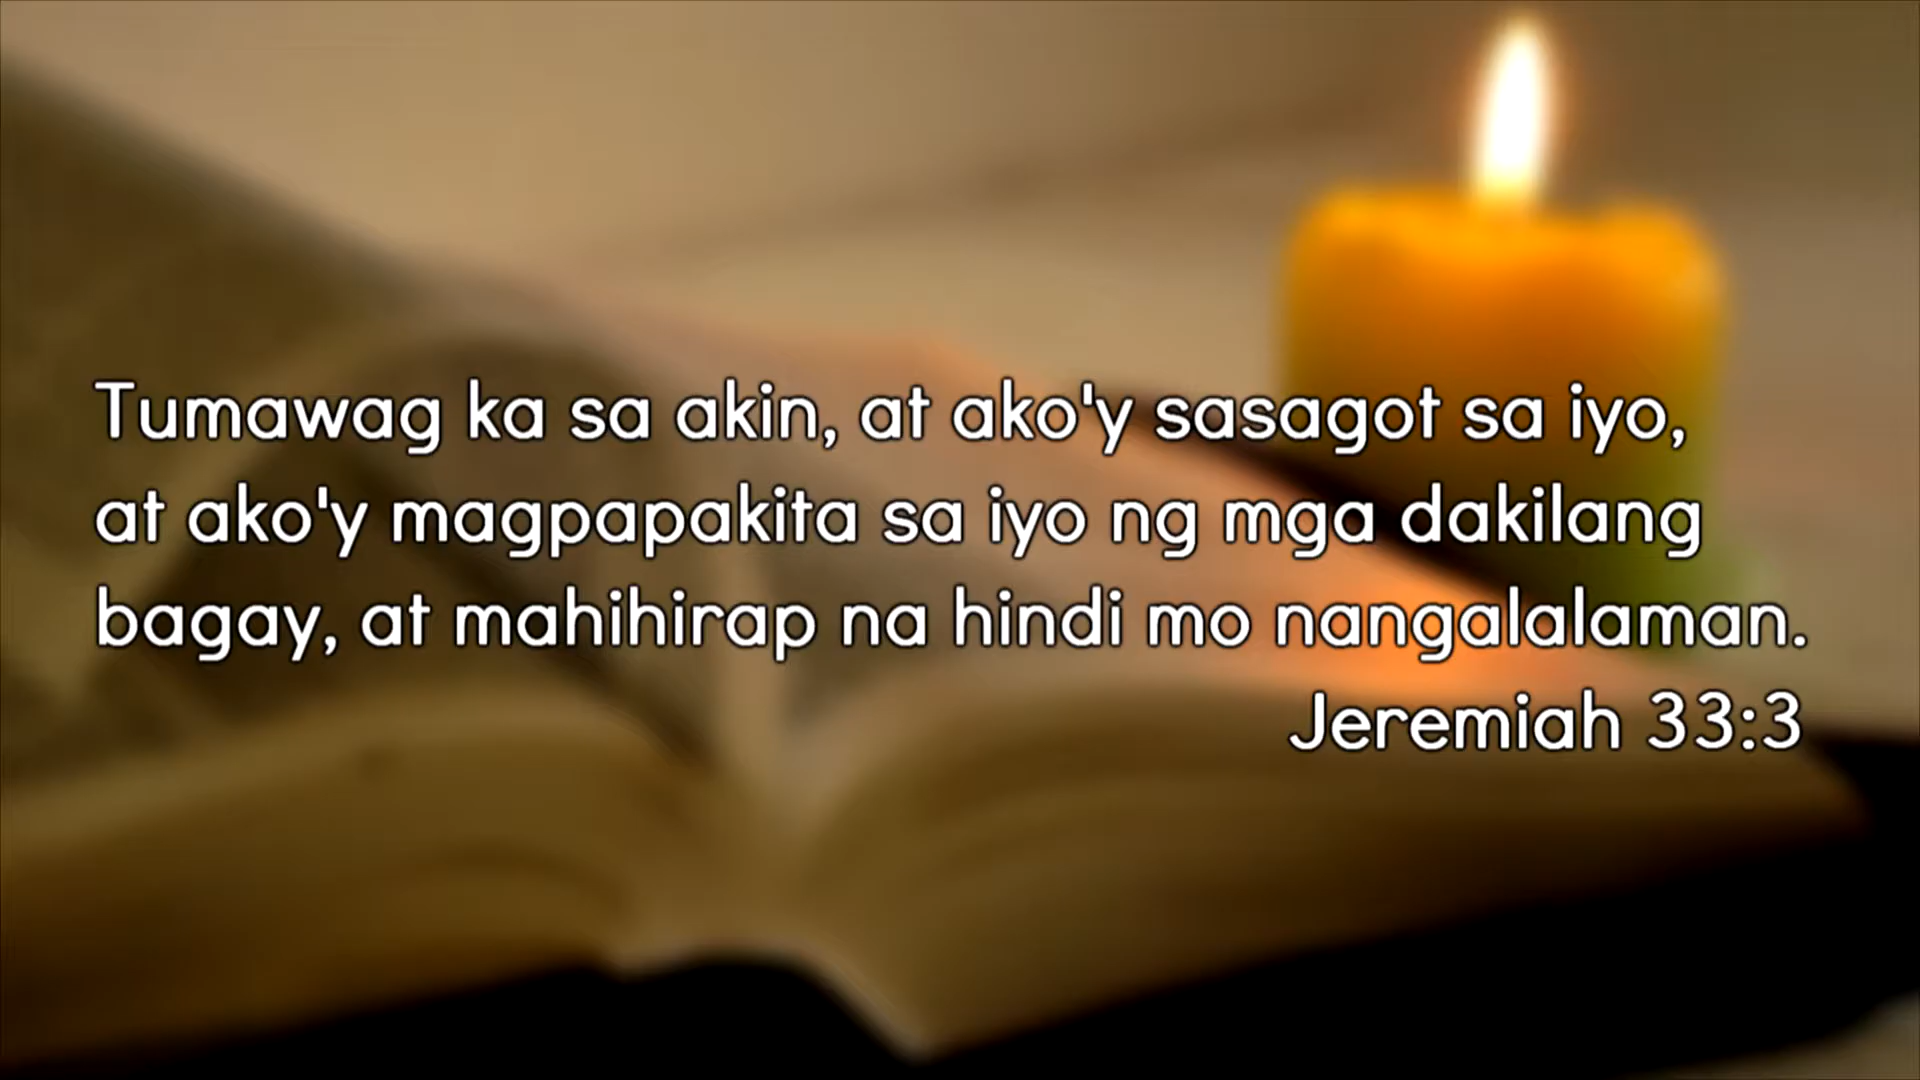 Tumawag ka sa akin, at ako'y sasagot sa iyo,
at ako'y magpapakita sa iyo ng mga dakilang
bagay, at mahihirap na hindi mo nangalalaman.
Jeremiah 33:3